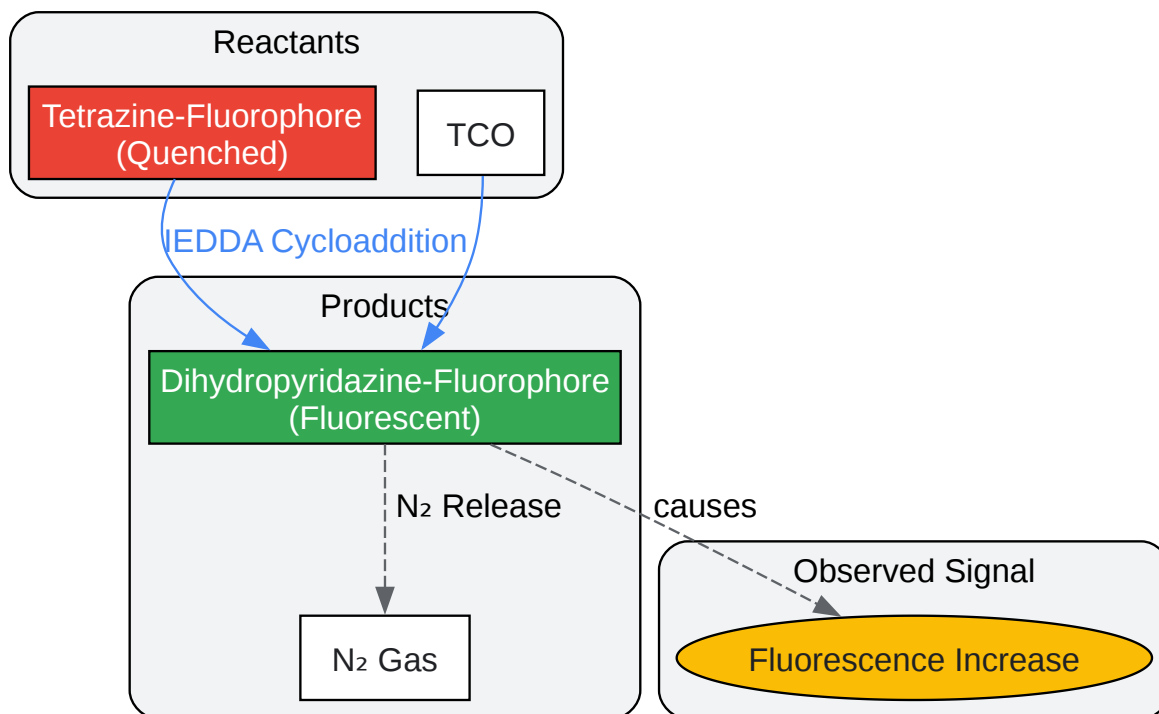 Reactants
Tetrazine-Fluorophore
(Quenched)
TCO
IEDDA Cycloaddition
Products
Dihydropyridazine-Fluorophore
(Fluorescent)
N₂ Release
causes
Observed Signal
N₂ Gas
Fluorescence Increase